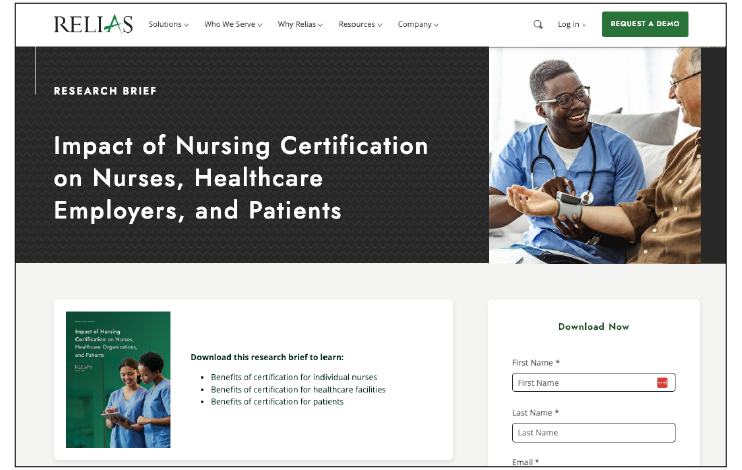 RELIAS
Solutions
Who We Serve
Why Relias
Resources
Company
Log In
REQUEST A DEMO
RESEARCH BRIEF
Impact of Nursing Certification
on Nurses, Healthcare
Employers, and Patients
Impact of Nursing
Certification on Nurses,
Healthcare Organizations,
and Patients
RELIAS
Download this research brief to learn:
• Benefits of certification for individual nurses
• Benefits of certification for healthcare facilities
• Benefits of certification for patients
Download Now
First Name *
First Name
Last Name *
Last Name
Email *